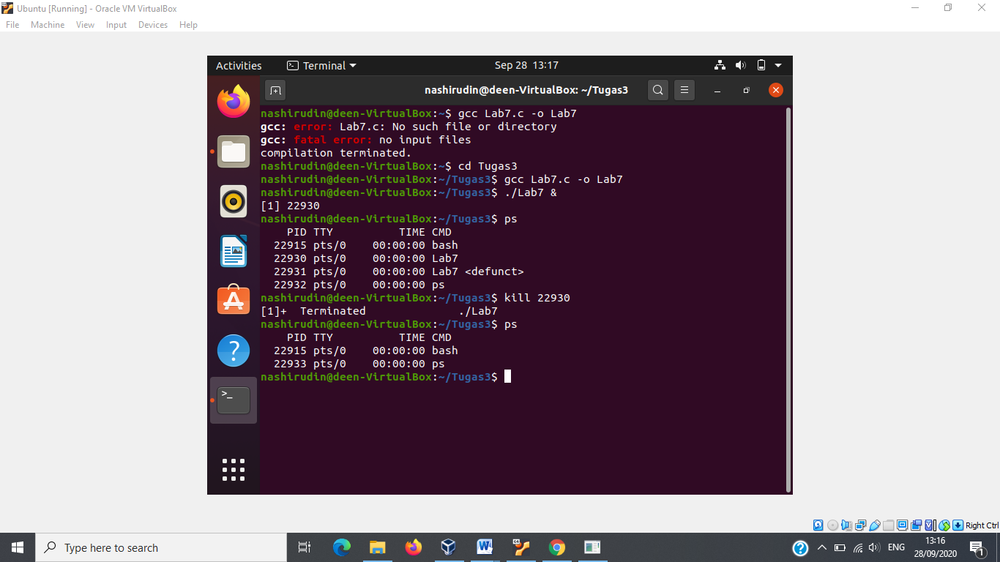 Ubuntu [Running] - Oracle VM VirtualBox
File Machine View Input Devices Help
Activities Terminal Sep 28 13:17
nashirudin@deen-VirtualBox: ~/Tugas3
nashirudin@deen-VirtualBox:~$ gcc Lab7.c -o Lab7
gcc: error: Lab7.c: No such file or directory
gcc: fatal error: no input files
compilation terminated.
nashirudin@deen-VirtualBox:~$ cd Tugas3
nashirudin@deen-VirtualBox:~/Tugas3$ gcc Lab7.c -o Lab7
nashirudin@deen-VirtualBox:~/Tugas3$ ./Lab7 &
[1] 22930
nashirudin@deen-VirtualBox:~/Tugas3$ ps
PID TTY TIME CMD
22915 pts/0 00:00:00 bash
22930 pts/0 00:00:00 Lab7
22931 pts/0 00:00:00 Lab7 <defunct>
22932 pts/0 00:00:00 ps
nashirudin@deen-VirtualBox:~/Tugas3$ kill 22930
[1]+ Terminated ./Lab7
nashirudin@deen-VirtualBox:~/Tugas3$ ps
PID TTY TIME CMD
22915 pts/0 00:00:00 bash
22933 pts/0 00:00:00 ps
nashirudin@deen-VirtualBox:~/Tugas3$
Right Ctrl
Type here to search
ENG
13:16
28/09/2020
1